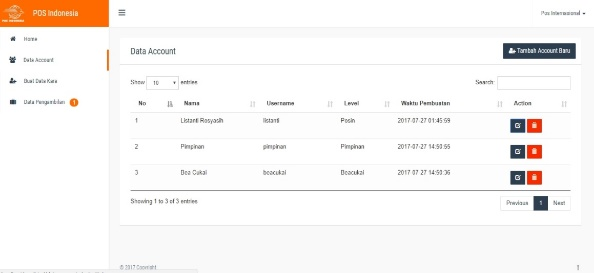 Pos Indonesia
Pos Internasional
Home
Data Account
Buat Data Kara
Data Pengambilan 1
Data Account
Tambah Account Baru
Show 10 entries
Search:
No Nama Username Level Waktu Pembuatan Action
1 Listanti Rosyasih listanti Posin 2017-07-27 01:45:59
2 Pimpinan pimpinan Pimpinan 2017-07-27 14:50:55
3 Bea Cukai beacukai Beacukai 2017-07-27 14:50:36
Showing 1 to 3 of 3 entries
Previous 1 Next
© 2017 Copyright